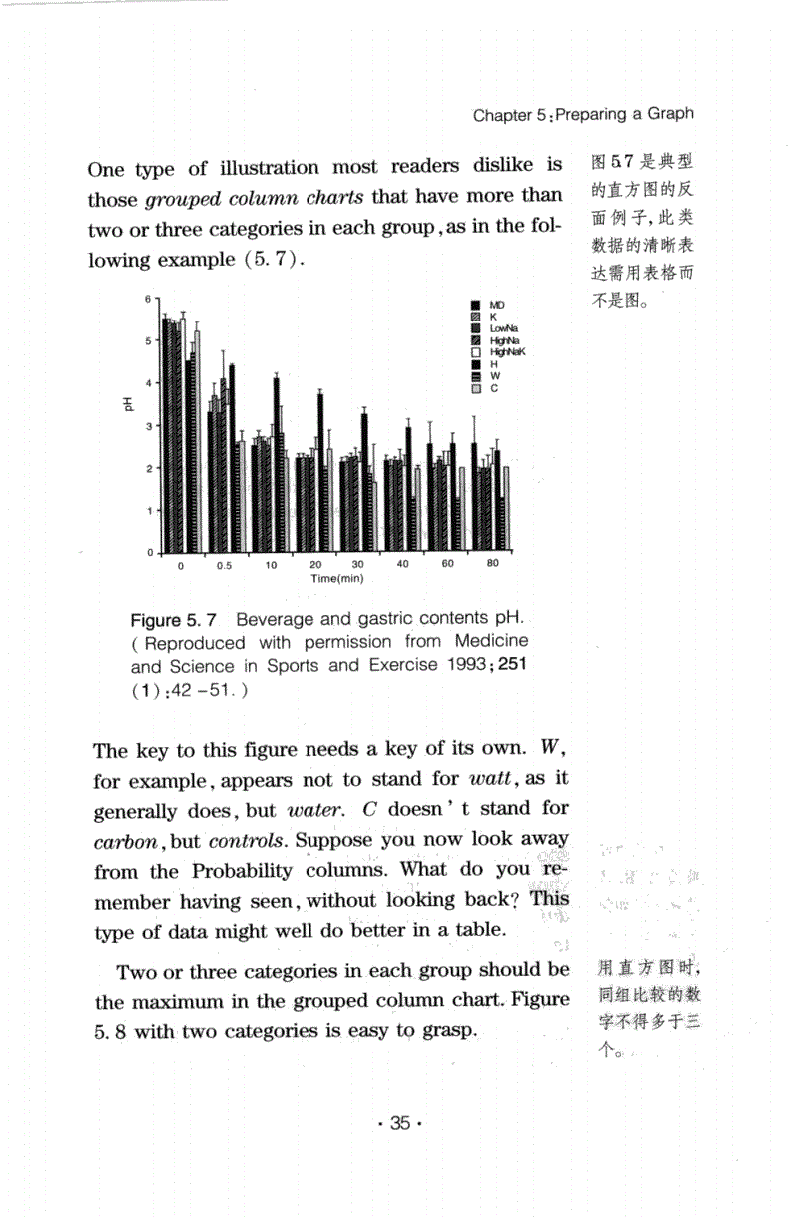 Chapter 5:Preparing a Graph
One type of illustration most readers dislike is
those grouped column charts that have more than
two or three categories in each group,as in the fol-
lowing example (5. 7).
图5.7 是典型
的直方图的反
面例子,此类
数据的清晰表
达需用表格而
不是图。
6
5
4
3
2
1
0
pH
MD
K
LowNa
HighNa
HighNaK
H
W
C
0 0.5 10 20 30 40 60 80
Time(min)
Figure 5. 7 Beverage and gastric contents pH.
( Reproduced with permission from Medicine
and Science in Sports and Exercise 1993;251
(1):42 -51. )
The key to this figure needs a key of its own. W,
for example, appears not to stand for watt, as it
generally does, but water. C doesn’ t stand for
carbon, but controls. Suppose you now look away
from the Probability columns. What do you re-
member having seen, without looking back? This
type of data might well do better in a table.
Two or three categories in each group should be
the maximum in the grouped column chart. Figure
5. 8 with two categories is easy to grasp.
用直方图时,
同组比较的数
字不得多于三
个。
· 35 ·